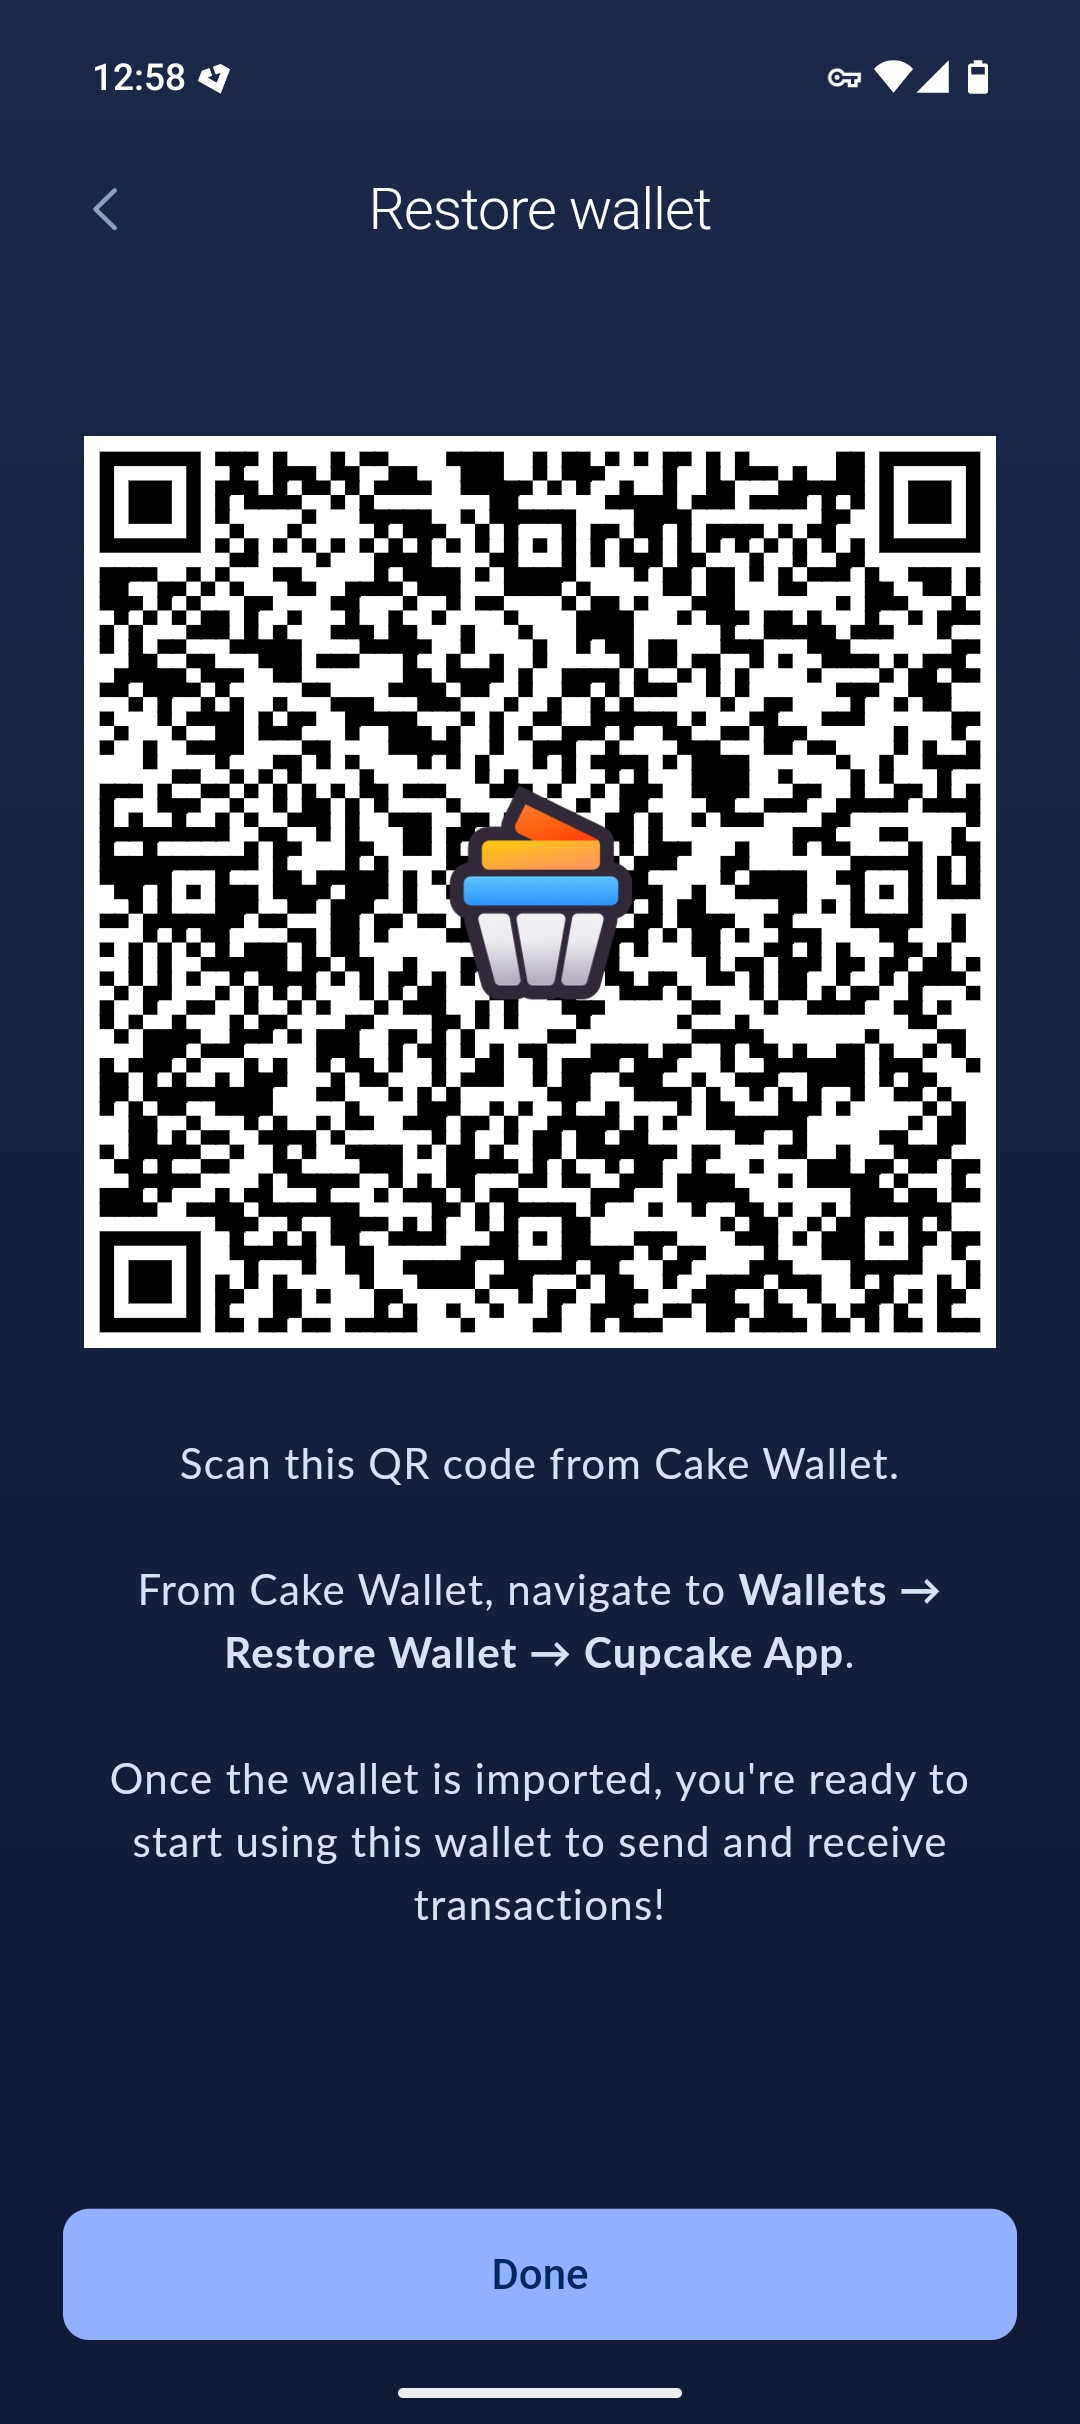 12:58
Restore wallet
Scan this QR code from Cake Wallet.
From Cake Wallet, navigate to Wallets →
Restore Wallet → Cupcake App.
Once the wallet is imported, you're ready to
start using this wallet to send and receive
transactions!
Done